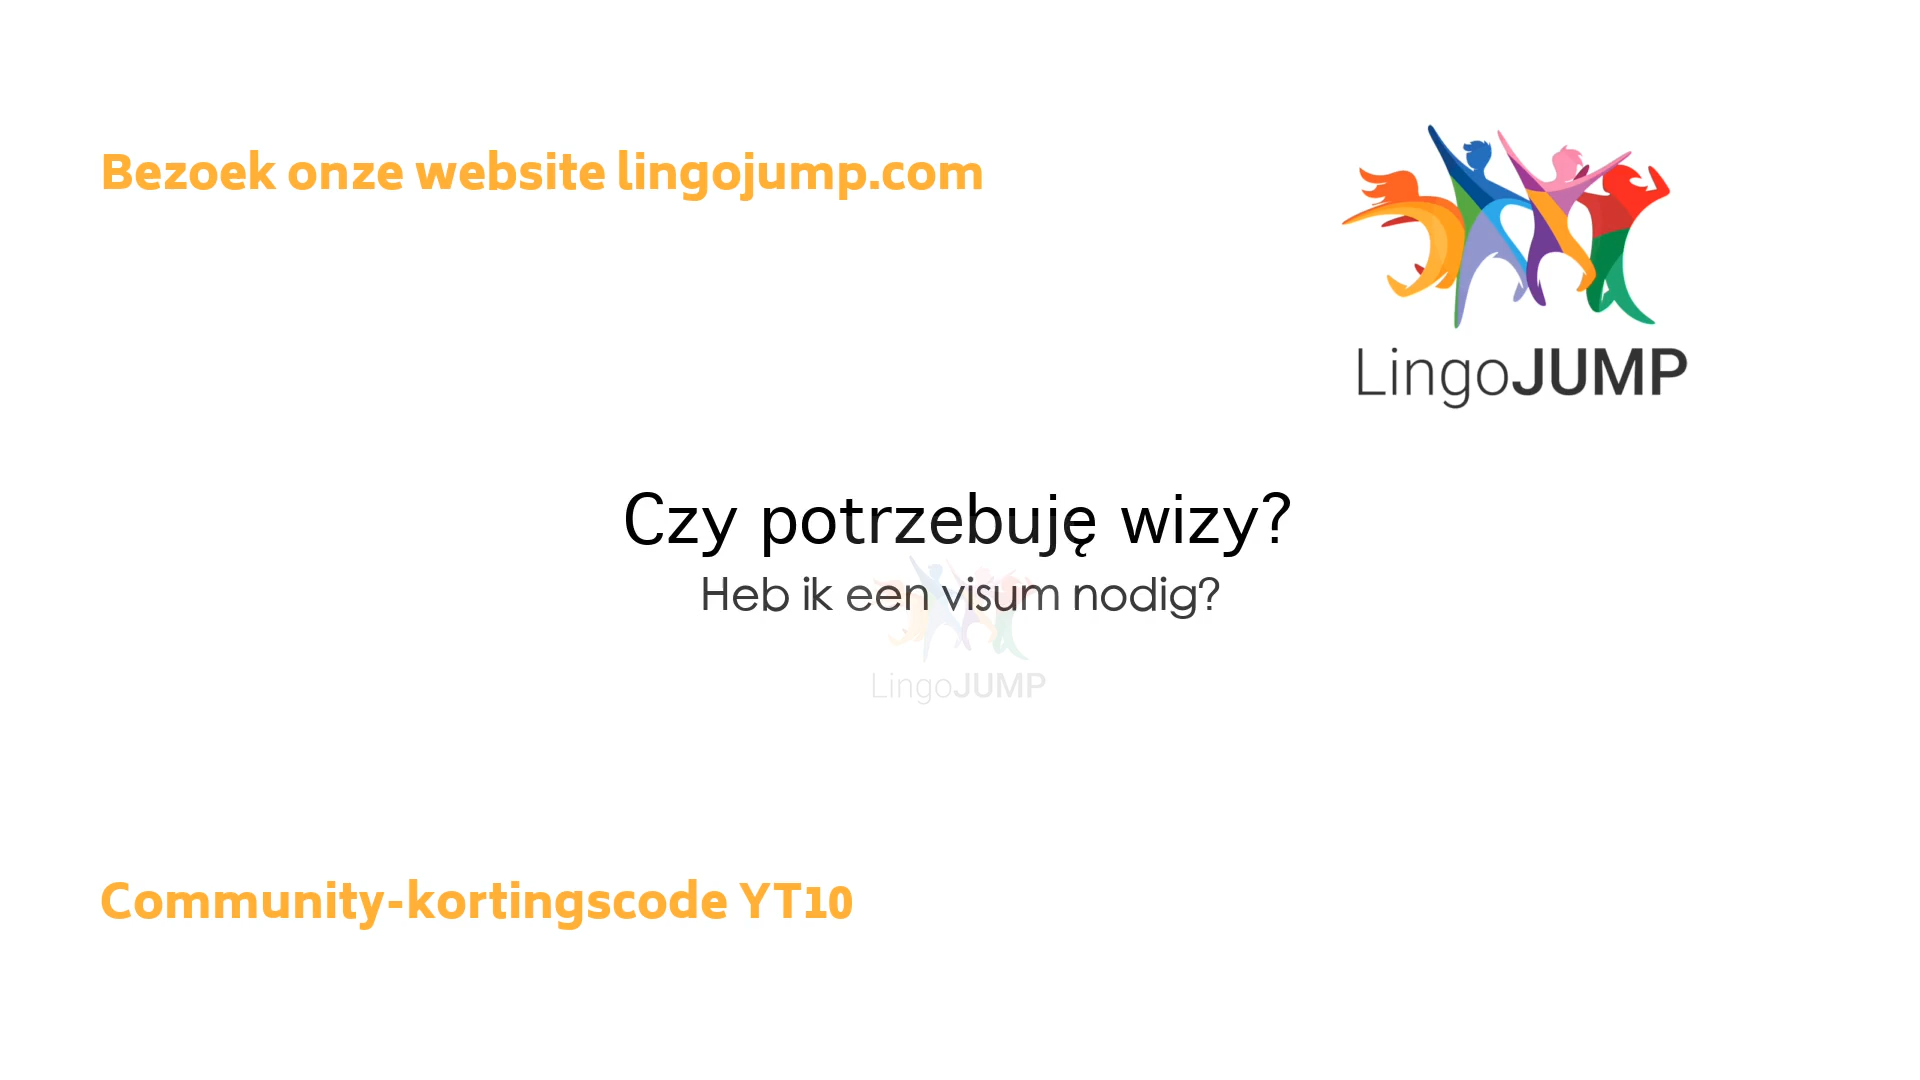 Bezoek onze website lingojump.com
LingoJUMP
Czy potrzebuję wizy?
Heb ik een visum nodig?
LingoJUMP
Community-kortingscode YT10